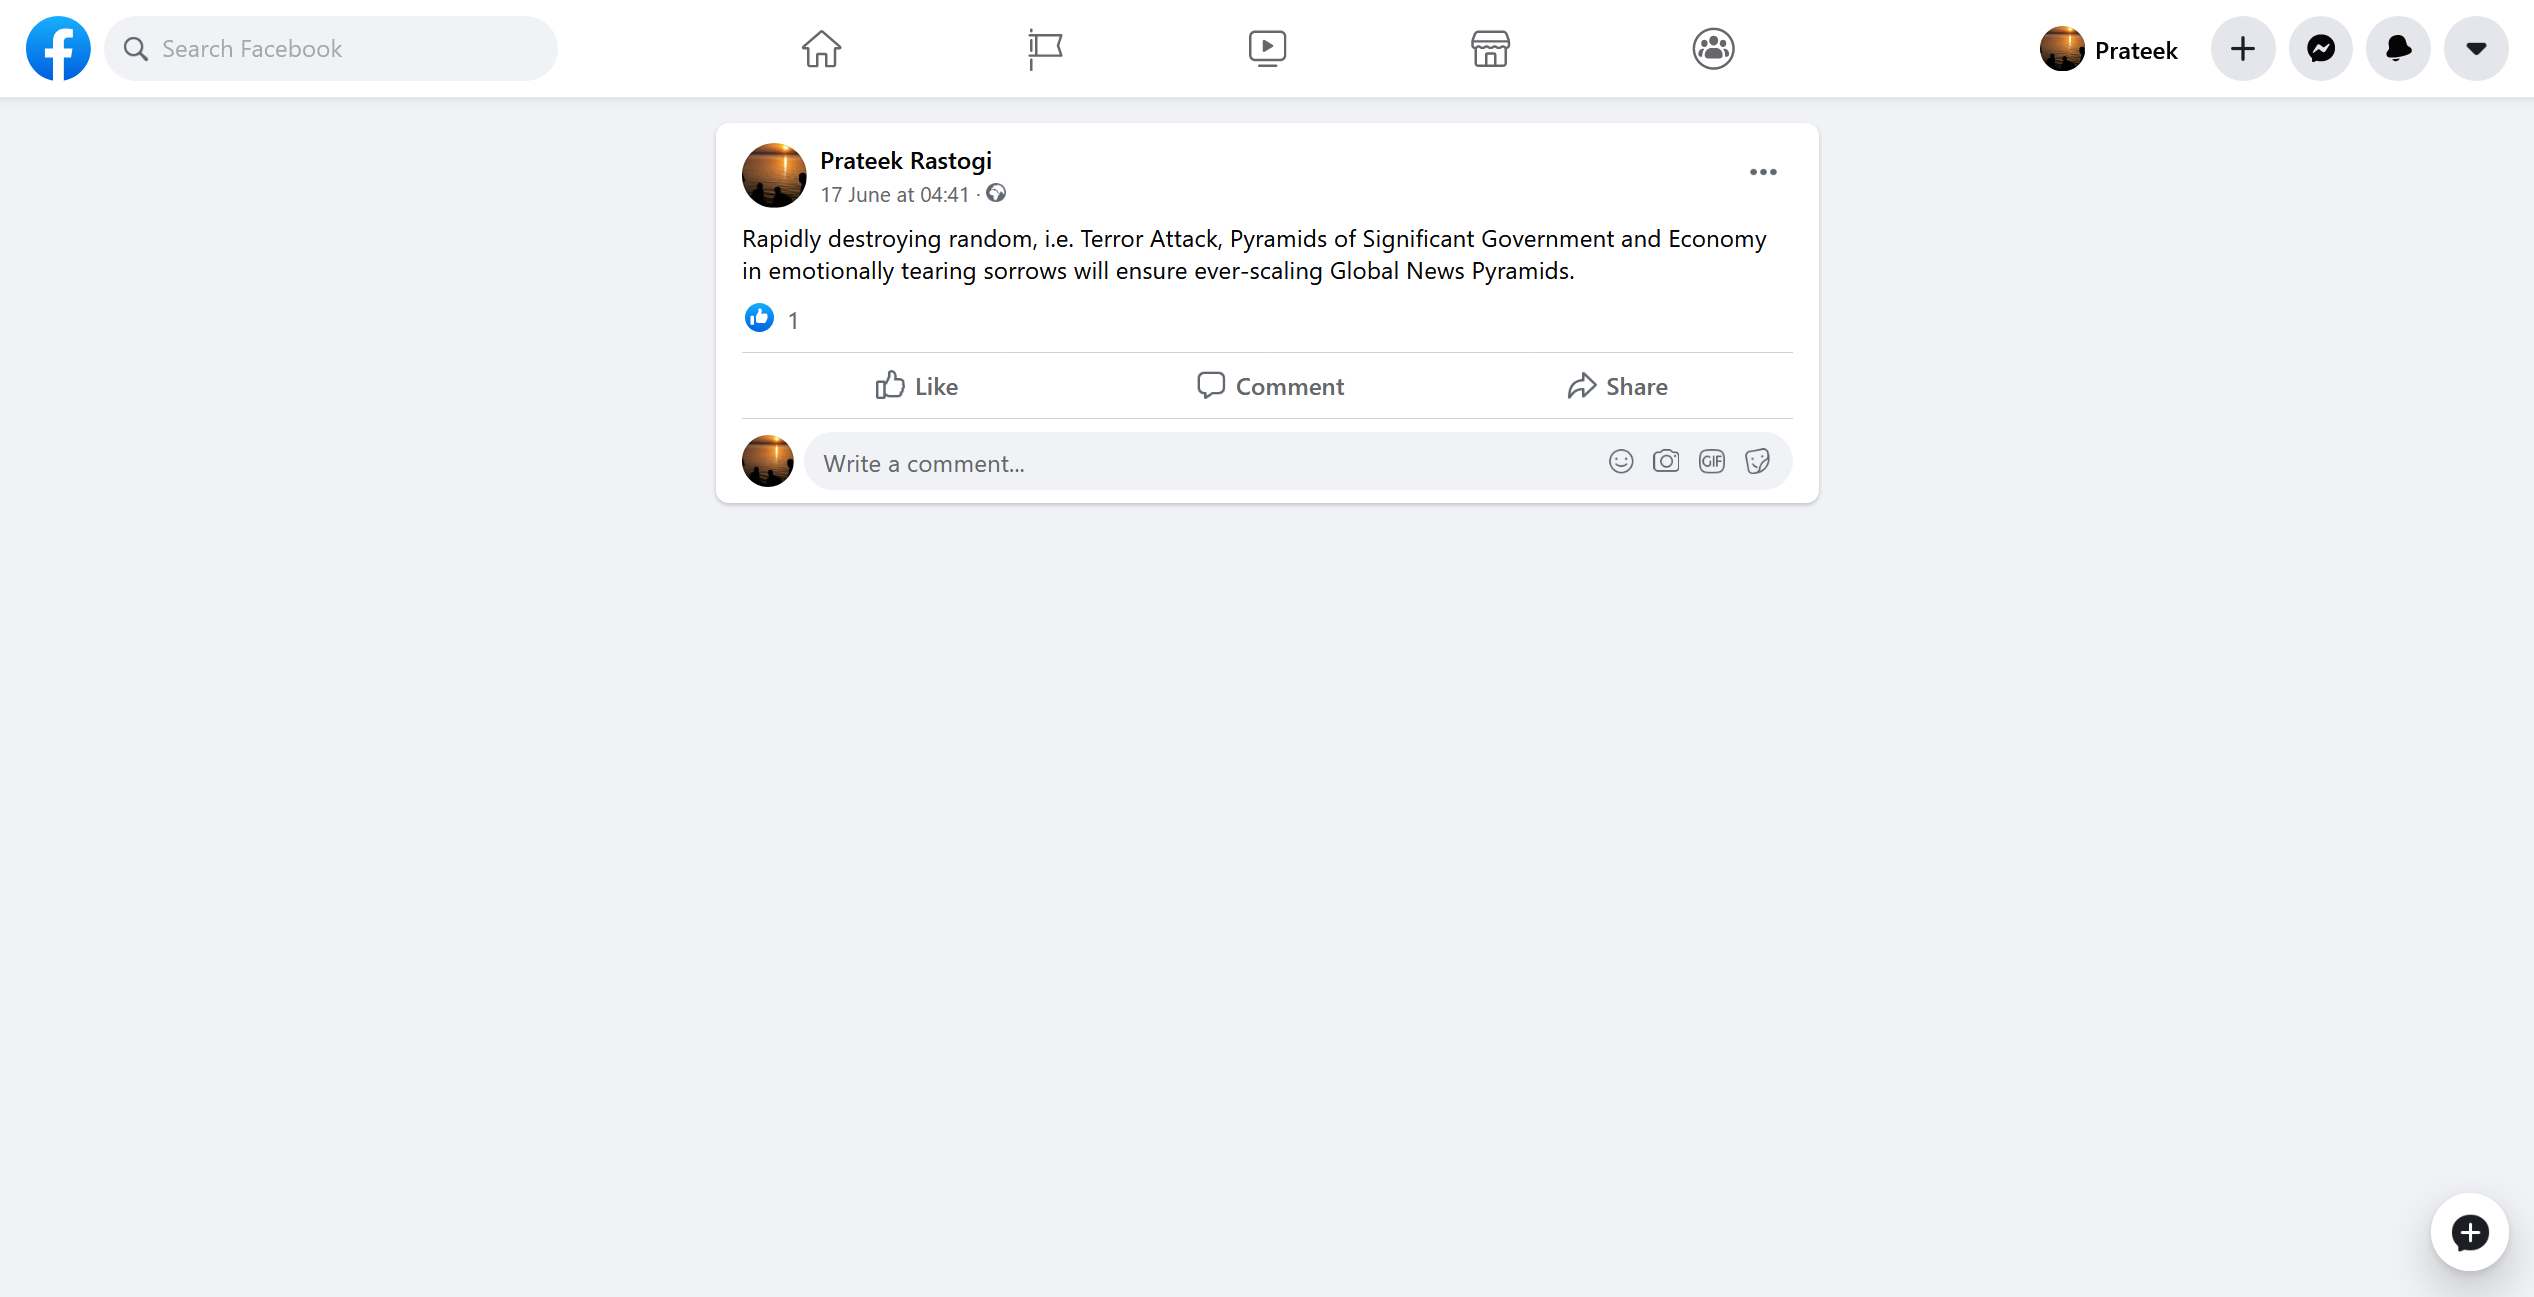 Search Facebook
Prateek
Prateek Rastogi
17 June at 04:41 ·
Rapidly destroying random, i.e. Terror Attack, Pyramids of Significant Government and Economy
in emotionally tearing sorrows will ensure ever-scaling Global News Pyramids.
1
Like Comment Share
Write a comment...
GIF